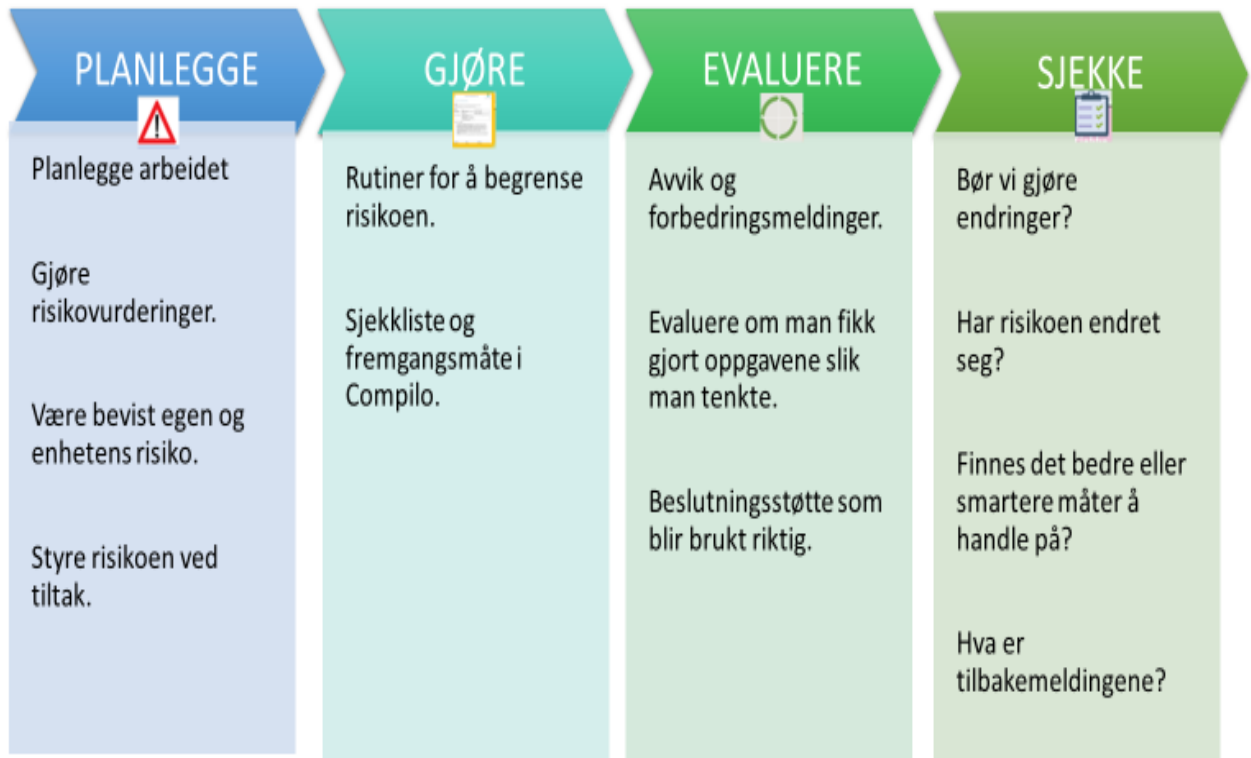 PLANLEGGE
Planlegge arbeidet
Gjøre
risikovurderinger.
Være bevist egen og
enhetens risiko.
Styre risikoen ved
tiltak.
GJØRE
Rutiner for å begrense
risikoen.
Sjekkliste og
fremgangsmåte i
Compilo.
EVALUERE
Avvik og
forbedringsmeldinger.
Evaluere om man fikk
gjort oppgavene slik
man tenkte.
Beslutningsstøtte som
blir brukt riktig.
SJEKKE
Bør vi gjøre
endringer?
Har risikoen endret
seg?
Finnes det bedre eller
smartere måter å
handle på?
Hva er
tilbakemeldingene?